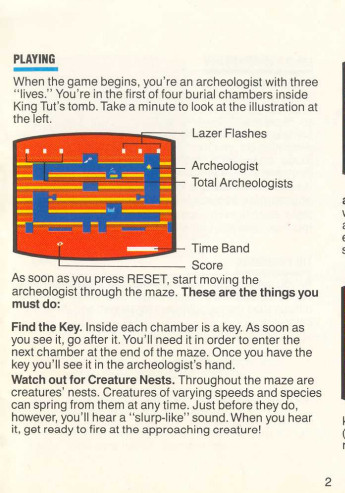 PLAYING
When the game begins, you're an archeologist with three
"lives." You're in the first of four burial chambers inside
King Tut's tomb. Take a minute to look at the illustration at
the left.
Lazer Flashes
Archeologist
Total Archeologists
Time Band
Score
As soon as you press RESET, start moving the
archeologist through the maze. These are the things you
must do:
Find the Key. Inside each chamber is a key. As soon as
you see it, go after it. You'll need it in order to enter the
next chamber at the end of the maze. Once you have the
key you'll see it in the archeologist's hand.
Watch out for Creature Nests. Throughout the maze are
creatures' nests. Creatures of varying speeds and species
can spring from them at any time. Just before they do,
however, you'll hear a "slurp-like" sound. When you hear
it, get ready to fire at the approaching creature!
2